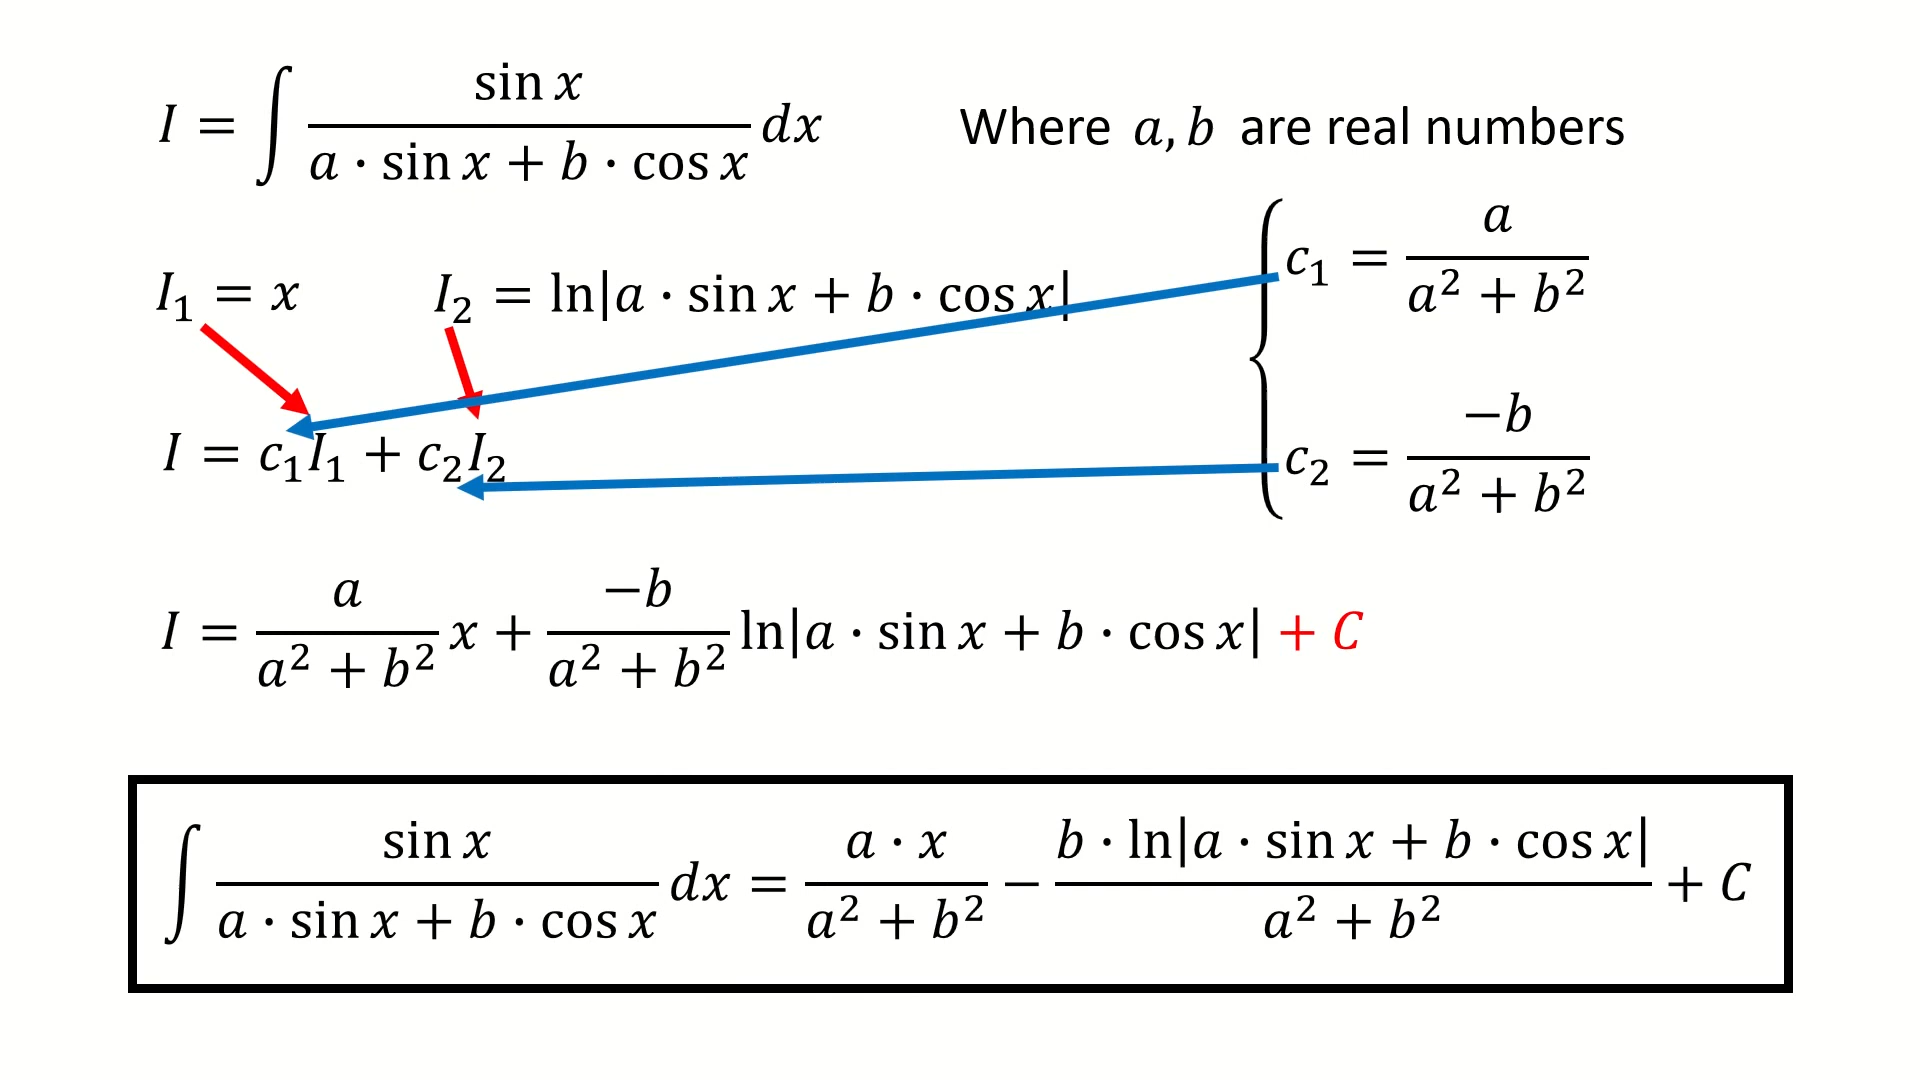 I = ∫ sin x / (a · sin x + b · cos x) dx Where a, b are real numbers
I₁ = x I₂ = ln|a · sin x + b · cos x|
c₁ = a / (a² + b²)
I = c₁I₁ + c₂I₂
c₂ = −b / (a² + b²)
I = a / (a² + b²) x + −b / (a² + b²) ln|a · sin x + b · cos x| + C
∫ sin x / (a · sin x + b · cos x) dx = a · x / (a² + b²) − b · ln|a · sin x + b · cos x| / (a² + b²) + C